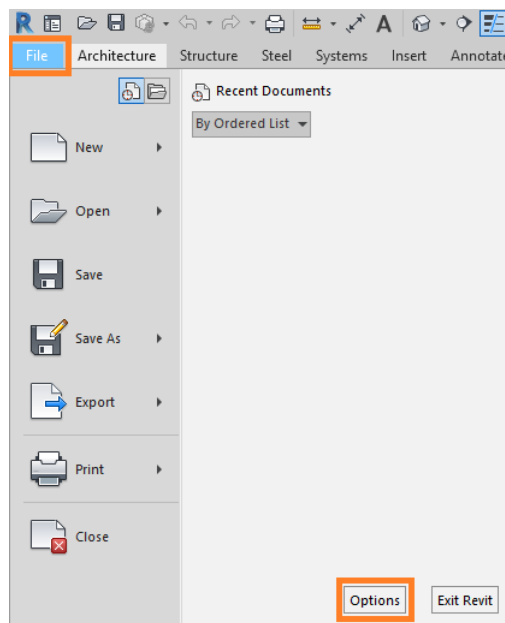 R
A
File Architecture Structure Steel Systems Insert Annotate
Recent Documents
By Ordered List
New
Open
Save
Save As
Export
Print
Close
Options Exit Revit